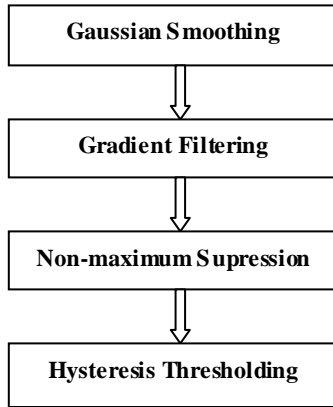 Gaussian Smoothing
Gradient Filtering
Non-maximum Supression
Hysteresis Thresholding